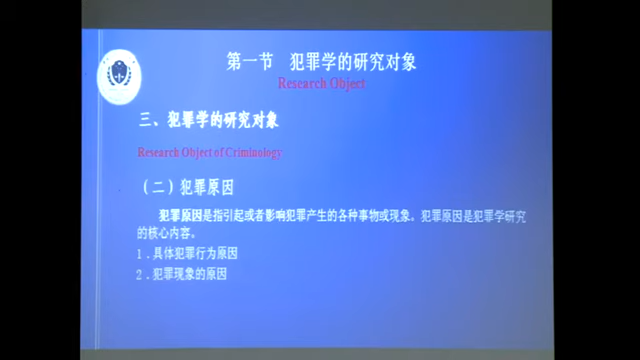 第一节 犯罪学的研究对象
Research Object
三、犯罪学的研究对象
Research Object of Criminology
（二）犯罪原因
犯罪原因是指引起或者影响犯罪产生的各种事物或现象。犯罪原因是犯罪学研究
的核心内容。
1．具体犯罪行为原因
2．犯罪现象的原因